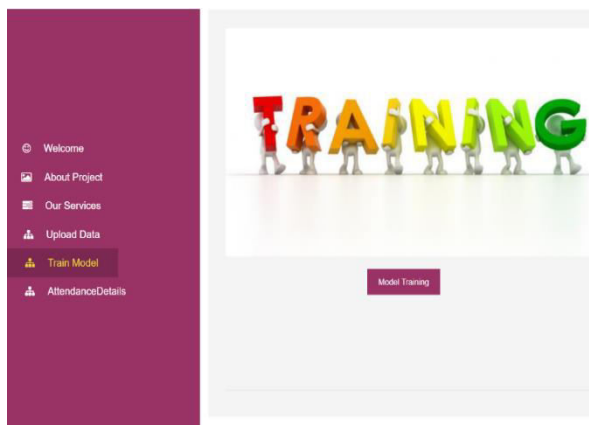 Welcome
About Project
Our Services
Upload Data
Train Model
AttendanceDetails
TRAINING
Model Training